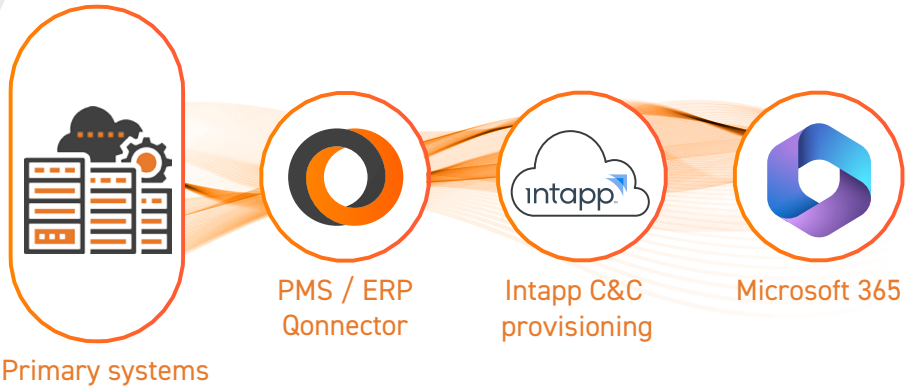 intapp
PMS / ERP
Qonnector
Intapp C&C
provisioning
Microsoft 365
Primary systems